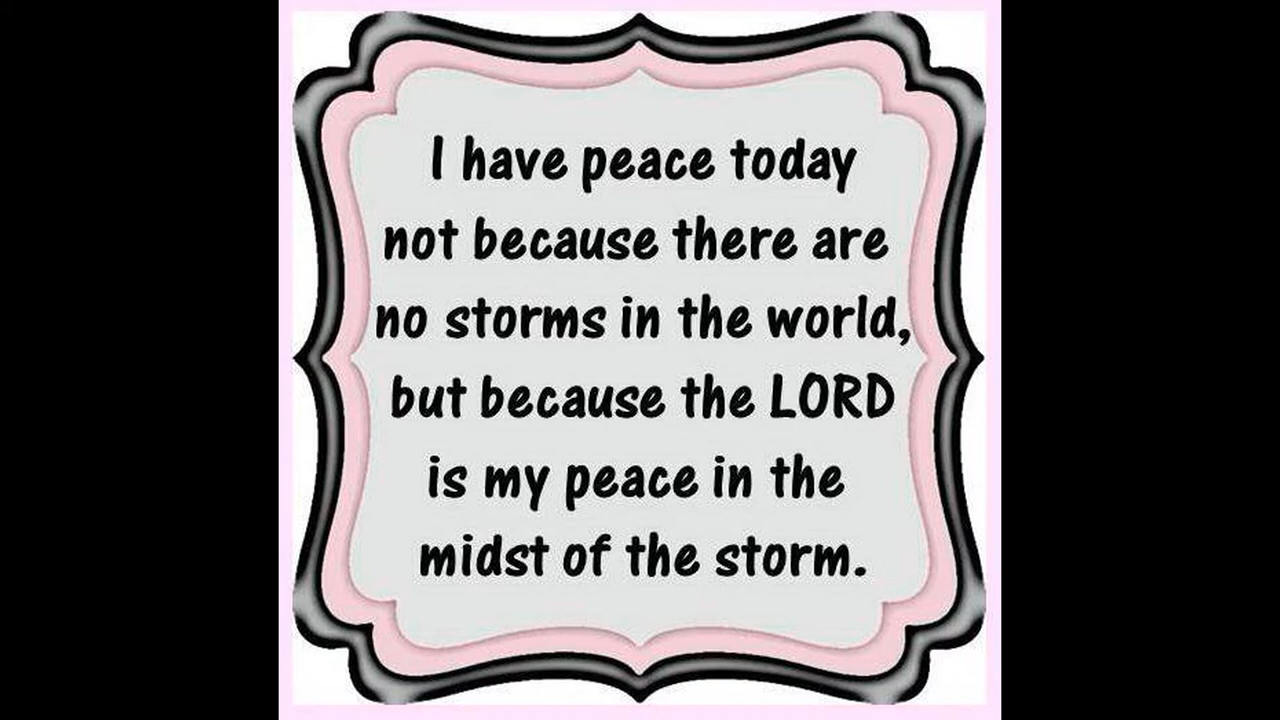 I have peace today
not because there are
no storms in the world,
but because the LORD
is my peace in the
midst of the storm.